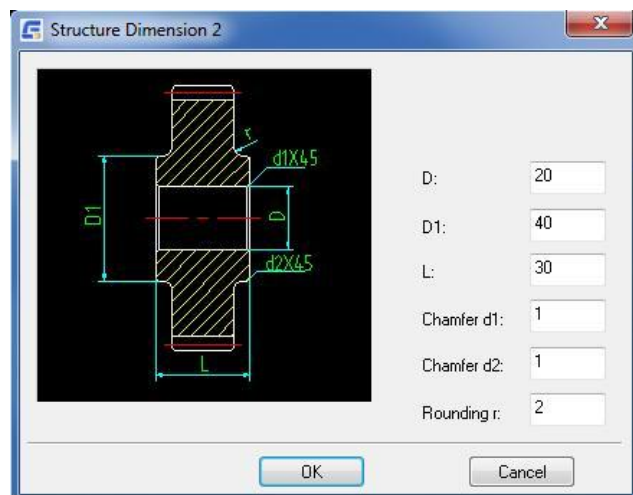 Structure Dimension 2
r
d1X45
D1
D
d2X45
L
D: 20
D1: 40
L: 30
Chamfer d1: 1
Chamfer d2: 1
Rounding r: 2
OK Cancel